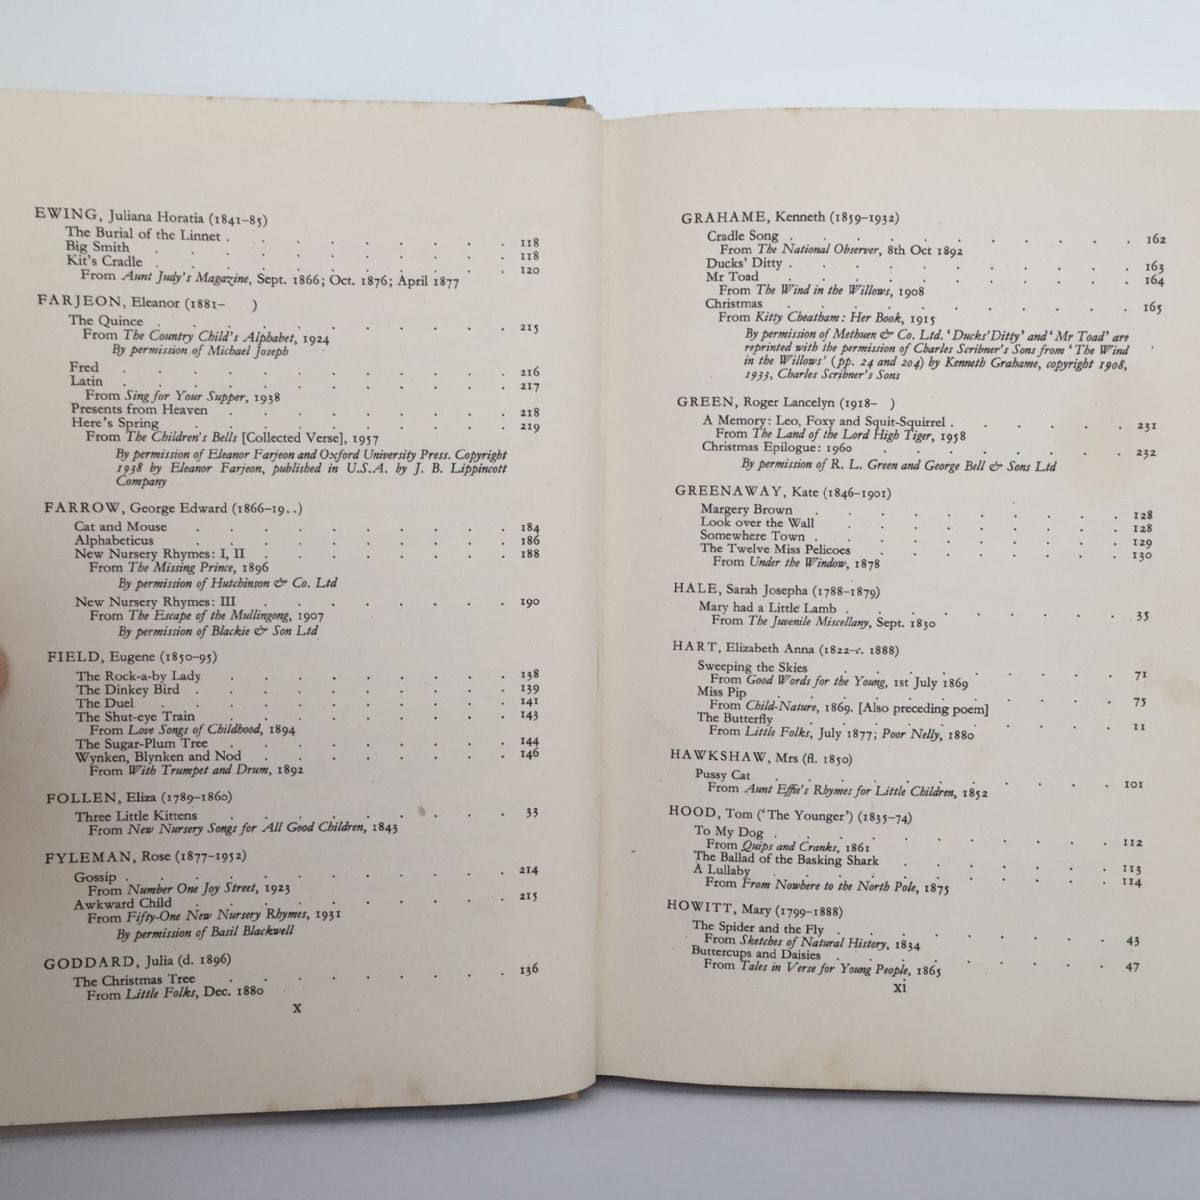 EWING, Juliana Horatia (1841–85)
The Burial of the Linnet . . . . . . . . . 118
Big Smith . . . . . . . . . . 118
Kit's Cradle . . . . . . . . . . 120
From Aunt Judy's Magazine, Sept. 1866; Oct. 1876; April 1877
FARJEON, Eleanor (1881– )
The Quince . . . . . . . . . . 215
From The Country Child's Alphabet, 1924
By permission of Michael Joseph
Fred . . . . . . . . . . 216
Latin . . . . . . . . . . 217
From Sing for Your Supper, 1938
Presents from Heaven . . . . . . . . 218
Here's Spring . . . . . . . . . . 219
From The Children's Bells [Collected Verse], 1957
By permission of Eleanor Farjeon and Oxford University Press. Copyright
1938 by Eleanor Farjeon, published in U.S.A. by J. B. Lippincott
Company
FARROW, George Edward (1866–19..)
Cat and Mouse . . . . . . . . . 184
Alphabeticus . . . . . . . . . 186
New Nursery Rhymes: I, II . . . . . . . . 188
From The Missing Prince, 1896
By permission of Hutchinson & Co. Ltd
New Nursery Rhymes: III . . . . . . . . 190
From The Escape of the Mullingong, 1907
By permission of Blackie & Son Ltd
FIELD, Eugene (1850–95)
The Rock-a-by Lady . . . . . . . . 138
The Dinkey Bird . . . . . . . . . 139
The Duel . . . . . . . . . . 141
The Shut-eye Train . . . . . . . . . 143
From Love Songs of Childhood, 1894
The Sugar-Plum Tree . . . . . . . . 144
Wynken, Blynken and Nod . . . . . . . . 146
From With Trumpet and Drum, 1892
FOLLEN, Eliza (1789–1860)
Three Little Kittens . . . . . . . . 33
From New Nursery Songs for All Good Children, 1843
FYLEMAN, Rose (1877–1952)
Gossip . . . . . . . . . . 214
From Number One Joy Street, 1923
Awkward Child . . . . . . . . . 215
From Fifty-One New Nursery Rhymes, 1931
By permission of Basil Blackwell
GODDARD, Julia (d. 1896)
The Christmas Tree . . . . . . . . 136
From Little Folks, Dec. 1880
x
GRAHAME, Kenneth (1859–1932)
Cradle Song . . . . . . . . . . 162
From The National Observer, 8th Oct 1892
Ducks' Ditty . . . . . . . . . . 163
Mr Toad . . . . . . . . . . 164
From The Wind in the Willows, 1908
Christmas . . . . . . . . . . 165
From Kitty Cheatham: Her Book, 1915
By permission of Methuen & Co. Ltd. 'Ducks' Ditty' and 'Mr Toad' are
reprinted with the permission of Charles Scribner's Sons from 'The Wind
in the Willows' (pp. 24 and 204) by Kenneth Grahame, copyright 1908,
1933, Charles Scribner's Sons
GREEN, Roger Lancelyn (1918– )
A Memory: Leo, Foxy and Squit-Squirrel . . . . . . 231
From The Land of the Lord High Tiger, 1958
Christmas Epilogue: 1960 . . . . . . . . 232
By permission of R. L. Green and George Bell & Sons Ltd
GREENAWAY, Kate (1846–1901)
Margery Brown . . . . . . . . . 128
Look over the Wall . . . . . . . . 128
Somewhere Town . . . . . . . . . 129
The Twelve Miss Pelicoes . . . . . . . . 130
From Under the Window, 1878
HALE, Sarah Josepha (1788–1879)
Mary had a Little Lamb . . . . . . . . 35
From The Juvenile Miscellany, Sept. 1830
HART, Elizabeth Anna (1822–c. 1888)
Sweeping the Skies . . . . . . . . 71
From Good Words for the Young, 1st July 1869
Miss Pip . . . . . . . . . . 75
From Child-Nature, 1869. [Also preceding poem]
The Butterfly . . . . . . . . . 11
From Little Folks, July 1877; Poor Nelly, 1880
HAWKSHAW, Mrs (fl. 1850)
Pussy Cat . . . . . . . . . . 101
From Aunt Effie's Rhymes for Little Children, 1852
HOOD, Tom ('The Younger') (1835–74)
To My Dog . . . . . . . . . . 112
From Quips and Cranks, 1861
The Ballad of the Basking Shark . . . . . . . 113
A Lullaby . . . . . . . . . . 114
From From Nowhere to the North Pole, 1875
HOWITT, Mary (1799–1888)
The Spider and the Fly . . . . . . . . 43
From Sketches of Natural History, 1834
Buttercups and Daisies . . . . . . . . 47
From Tales in Verse for Young People, 1865
xi